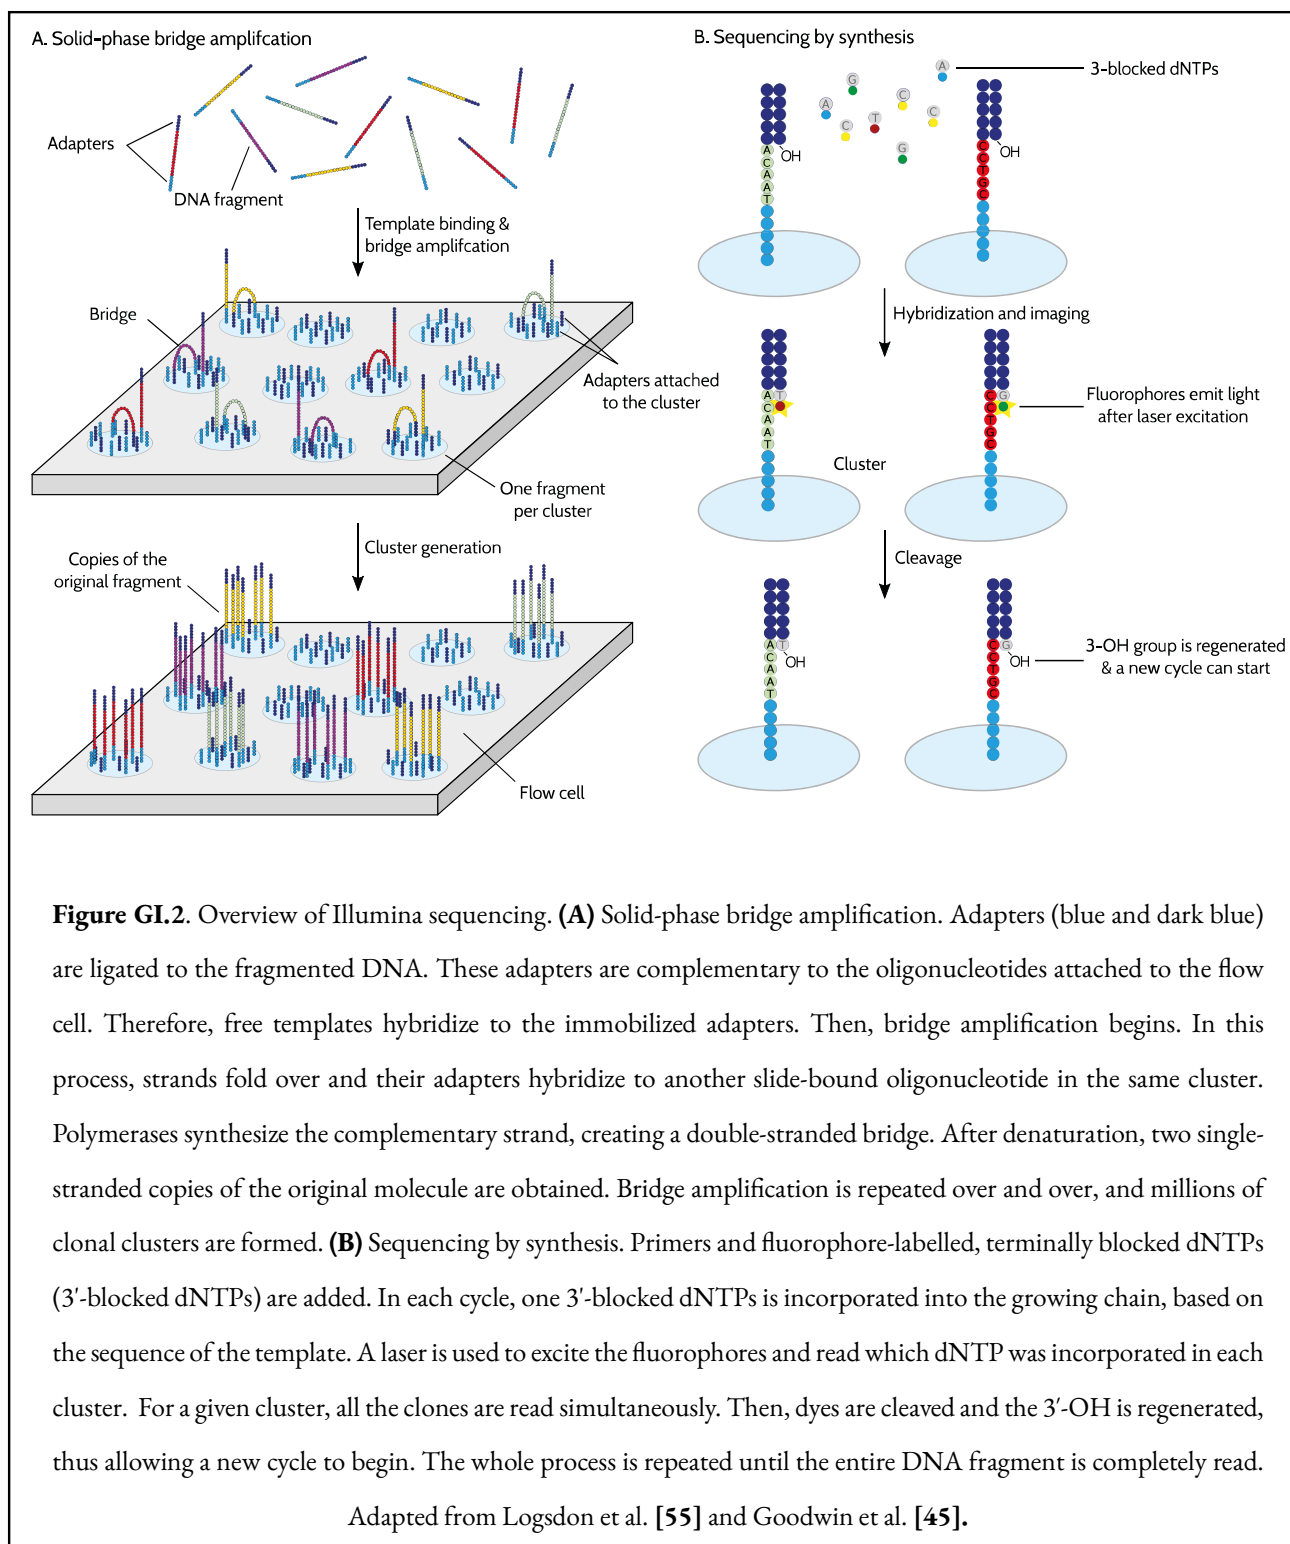 A. Solid-phase bridge amplifcation
Adapters
DNA fragment
Template binding &
bridge amplifcation
Bridge
Adapters attached
to the cluster
One fragment
per cluster
Cluster generation
Copies of the
original fragment
Flow cell
B. Sequencing by synthesis
3-blocked dNTPs
A
G
A
C
C
T
C
G
OH
A
C
A
A
T
OH
C
C
T
G
C
Hybridization and imaging
A
C
A
A
T
T
C
C
T
G
C
G
Fluorophores emit light
after laser excitation
Cluster
Cleavage
A
C
A
A
T
T
OH
C
C
T
G
C
G
OH
3-OH group is regenerated
& a new cycle can start
Figure GI.2. Overview of Illumina sequencing. (A) Solid-phase bridge amplification. Adapters (blue and dark blue)
are ligated to the fragmented DNA. These adapters are complementary to the oligonucleotides attached to the flow
cell. Therefore, free templates hybridize to the immobilized adapters. Then, bridge amplification begins. In this
process, strands fold over and their adapters hybridize to another slide-bound oligonucleotide in the same cluster.
Polymerases synthesize the complementary strand, creating a double-stranded bridge. After denaturation, two single-
stranded copies of the original molecule are obtained. Bridge amplification is repeated over and over, and millions of
clonal clusters are formed. (B) Sequencing by synthesis. Primers and fluorophore-labelled, terminally blocked dNTPs
(3'-blocked dNTPs) are added. In each cycle, one 3'-blocked dNTPs is incorporated into the growing chain, based on
the sequence of the template. A laser is used to excite the fluorophores and read which dNTP was incorporated in each
cluster. For a given cluster, all the clones are read simultaneously. Then, dyes are cleaved and the 3'-OH is regenerated,
thus allowing a new cycle to begin. The whole process is repeated until the entire DNA fragment is completely read.
Adapted from Logsdon et al. [55] and Goodwin et al. [45].